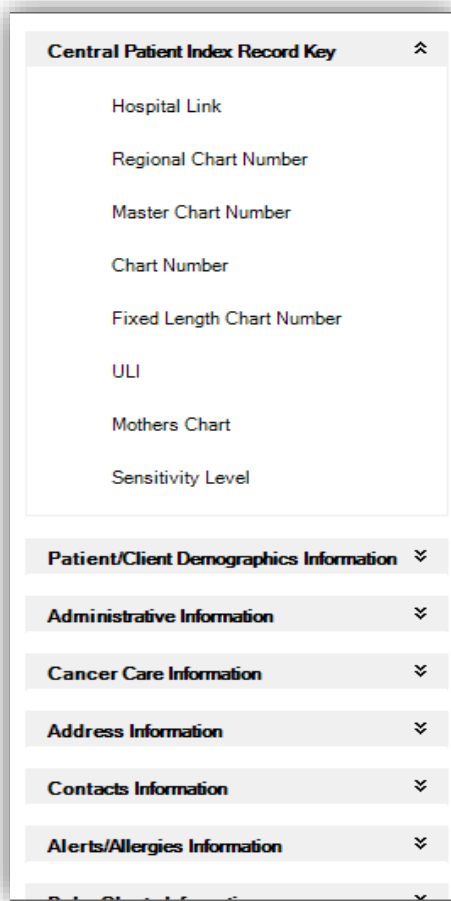 Central Patient Index Record Key
Hospital Link
Regional Chart Number
Master Chart Number
Chart Number
Fixed Length Chart Number
ULI
Mothers Chart
Sensitivity Level
Patient/Client Demographics Information
Administrative Information
Cancer Care Information
Address Information
Contacts Information
Alerts/Allergies Information